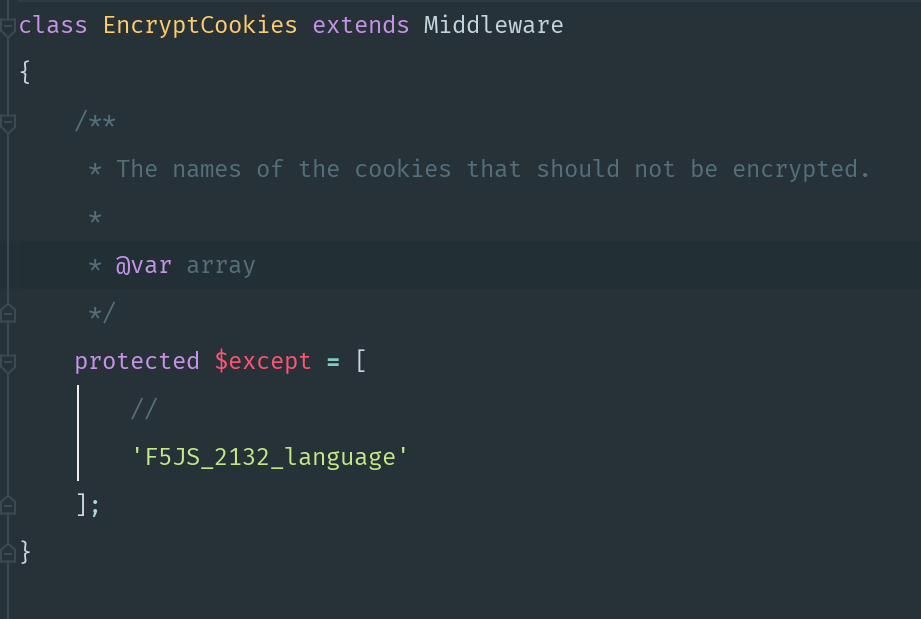 class EncryptCookies extends Middleware
{
/**
* The names of the cookies that should not be encrypted.
*
* @var array
*/
protected $except = [
//
'F5JS_2132_language'
];
}